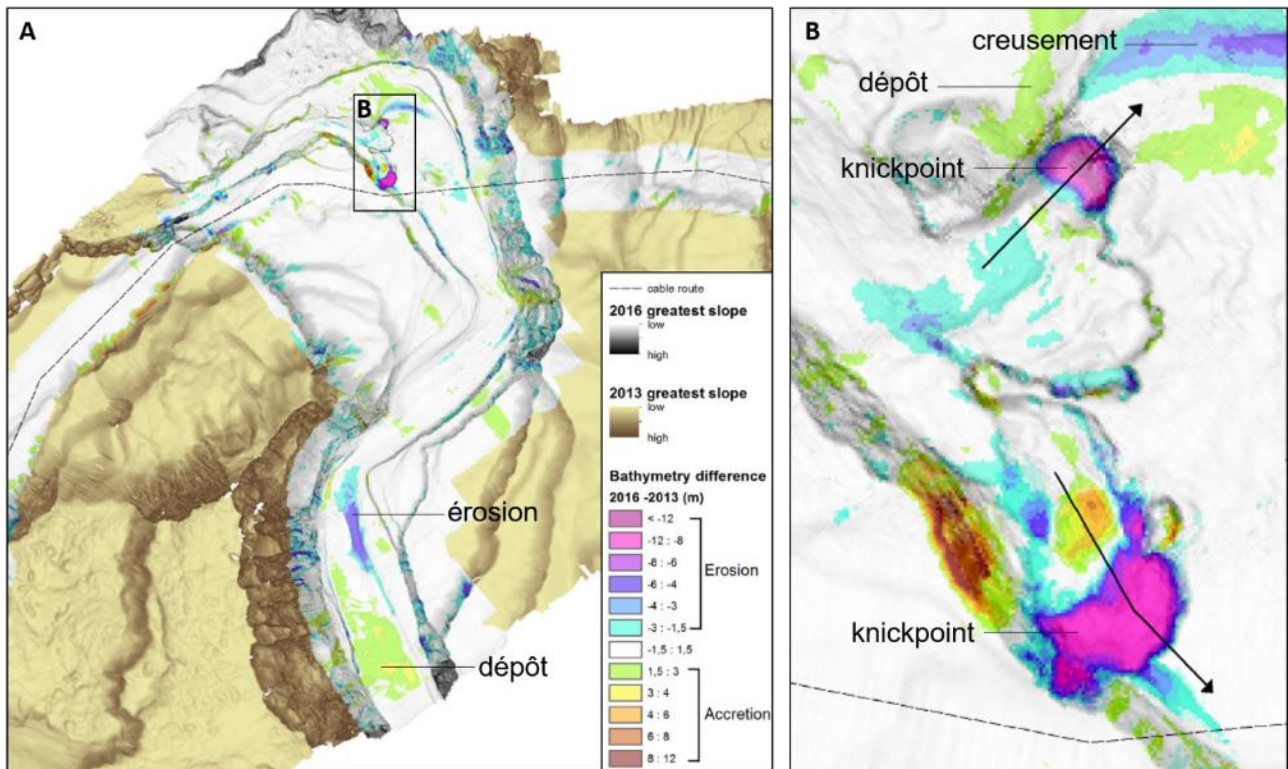 A
B
érosion
dépôt
cable route
2016 greatest slope
low
high
2013 greatest slope
low
high
Bathymetry difference
2016 -2013 (m)
< -12
-12 : -8
-8 : -6
-6 : -4
-4 : -3
-3 : -1,5
-1,5 : 1,5
1,5 : 3
3 : 4
4 : 6
6 : 8
8 : 12
Erosion
Accretion
B
creusement
dépôt
knickpoint
knickpoint